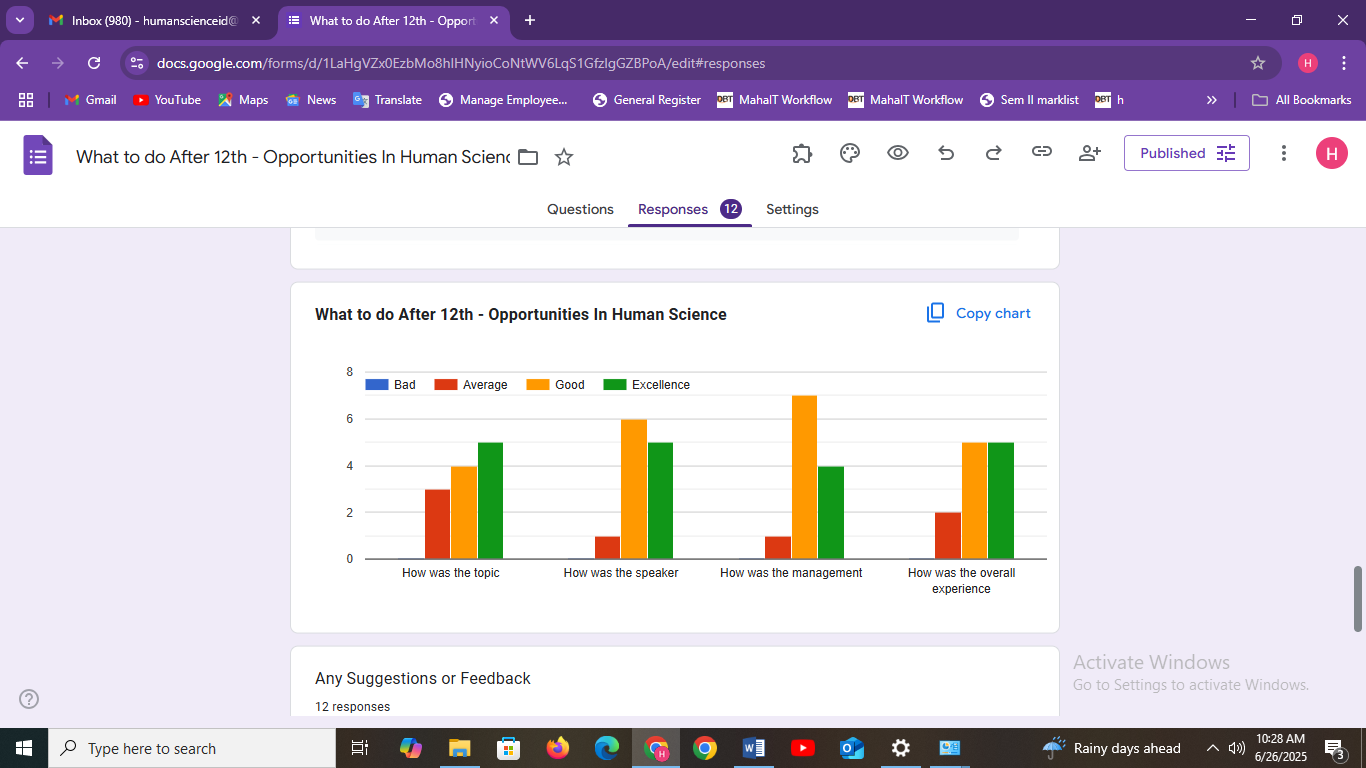 Inbox (980) - humanscienceid@
What to do After 12th - Opport
docs.google.com/forms/d/1LaHgVZx0EzbMo8hIHNyioCoNtWV6LqS1GfzIgGZBPoA/edit#responses
H
Gmail
YouTube
Maps
News
Translate
Manage Employee...
General Register
MahaIT Workflow
MahaIT Workflow
Sem II marklist
h
All Bookmarks
What to do After 12th - Opportunities In Human Scienc
Published
H
Questions
Responses 12
Settings
What to do After 12th - Opportunities In Human Science
Copy chart
8
Bad Average Good Excellence
6
4
2
0
How was the topic
How was the speaker
How was the management
How was the overall
experience
Any Suggestions or Feedback
12 responses
Activate Windows
Go to Settings to activate Windows.
Type here to search
Rainy days ahead
10:28 AM
6/26/2025
3